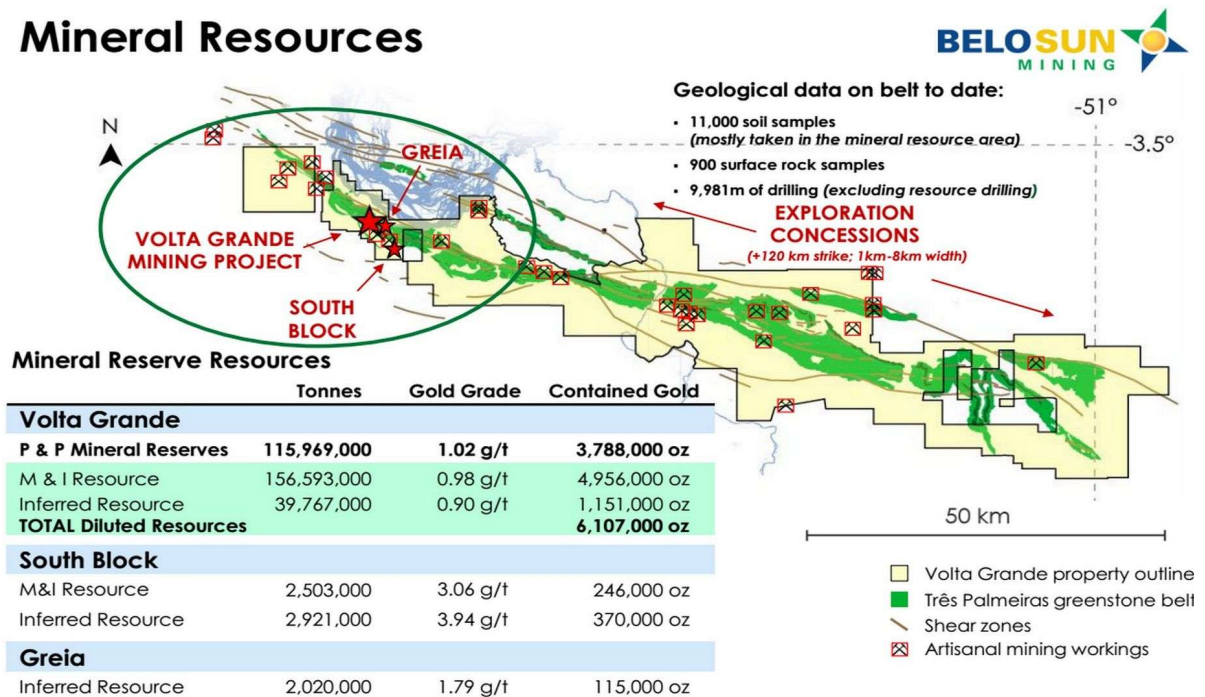 Mineral Resources
BELO SUN
MINING
Geological data on belt to date:
• 11,000 soil samples
(mostly taken in the mineral resource area)
• 900 surface rock samples
• 9,981m of drilling (excluding resource drilling)
-51°
-3.5°
N
GREIA
VOLTA GRANDE
MINING PROJECT
SOUTH
BLOCK
EXPLORATION
CONCESSIONS
(+120 km strike; 1km-8km width)
Mineral Reserve Resources
Tonnes Gold Grade Contained Gold
Volta Grande
P & P Mineral Reserves 115,969,000 1.02 g/t 3,788,000 oz
M & I Resource 156,593,000 0.98 g/t 4,956,000 oz
Inferred Resource 39,767,000 0.90 g/t 1,151,000 oz
TOTAL Diluted Resources 6,107,000 oz
South Block
M&I Resource 2,503,000 3.06 g/t 246,000 oz
Inferred Resource 2,921,000 3.94 g/t 370,000 oz
Greia
Inferred Resource 2,020,000 1.79 g/t 115,000 oz
50 km
Volta Grande property outline
Três Palmeiras greenstone belt
Shear zones
Artisanal mining workings